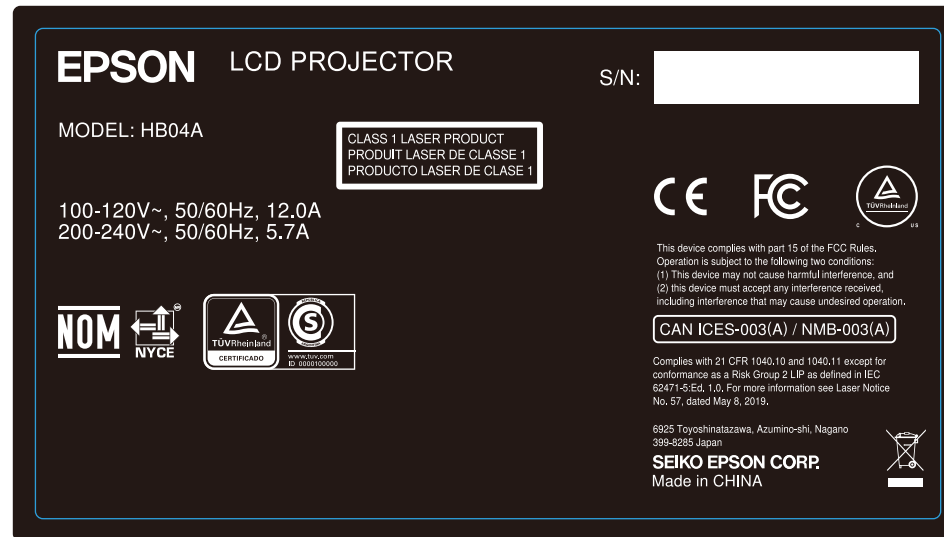 EPSON LCD PROJECTOR
S/N:
MODEL: HB04A
CLASS 1 LASER PRODUCT
PRODUIT LASER DE CLASSE 1
PRODUCTO LASER DE CLASE 1
100-120V~, 50/60Hz, 12.0A
200-240V~, 50/60Hz, 5.7A
CE FC
TÜVRheinland
C US
This device complies with part 15 of the FCC Rules.
Operation is subject to the following two conditions:
(1) This device may not cause harmful interference, and
(2) this device must accept any interference received,
including interference that may cause undesired operation.
NOM
NYCE
TÜVRheinland
®
CERTIFICADO
S
www.tuv.com
ID 0000100000
CAN ICES-003(A) / NMB-003(A)
Complies with 21 CFR 1040.10 and 1040.11 except for
conformance as a Risk Group 2 LIP as defined in IEC
62471-5:Ed. 1.0. For more information see Laser Notice
No. 57, dated May 8, 2019.
6925 Toyoshinatazawa, Azumino-shi, Nagano
399-8285 Japan
SEIKO EPSON CORP.
Made in CHINA